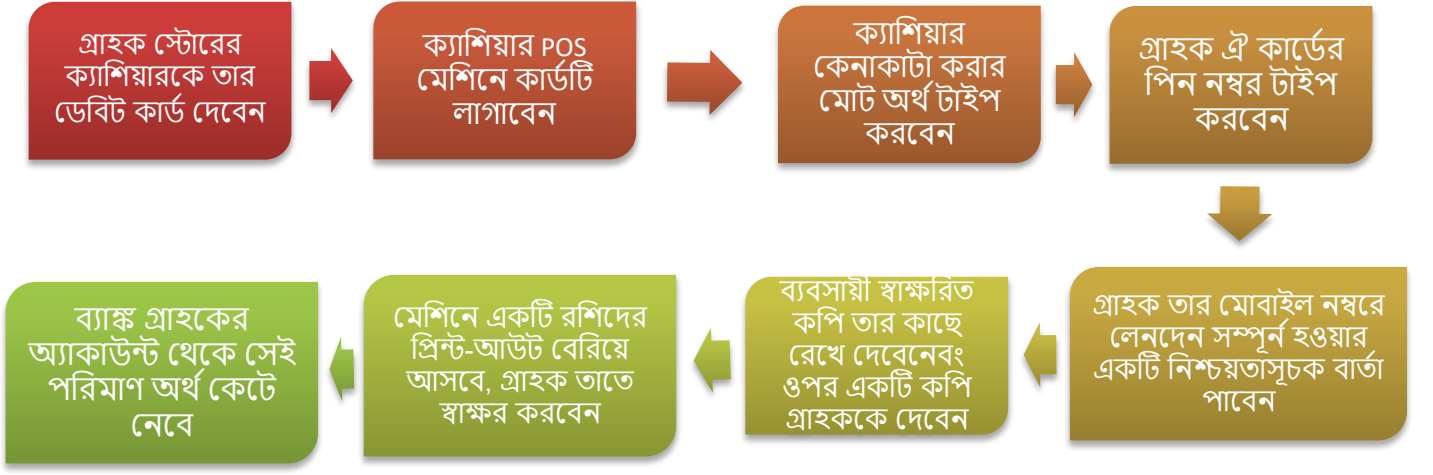 গ্রাহক স্টোরের
ক্যাশিয়ারকে তার
ডেবিট কার্ড দেবেন
ক্যাশিয়ার POS
মেশিনে কার্ডটি
লাগাবেন
ক্যাশিয়ার
কেনাকাটা করার
মোট অর্থ টাইপ
করবেন
গ্রাহক ঐ কার্ডের
পিন নম্বর টাইপ
করবেন
গ্রাহক তার মোবাইল নম্বরে
লেনদেন সম্পূর্ন হওয়ার
একটি নিশ্চয়তাসূচক বার্তা
পাবেন
ব্যবসায়ী স্বাক্ষরিত
কপি তার কাছে
রেখে দেবেনেবং
ওপর একটি কপি
গ্রাহককে দেবেন
মেশিনে একটি রশিদের
প্রিন্ট-আউট বেরিয়ে
আসবে, গ্রাহক তাতে
স্বাক্ষর করবেন
ব্যাঙ্ক গ্রাহকের
অ্যাকাউন্ট থেকে সেই
পরিমাণ অর্থ কেটে
নেবে